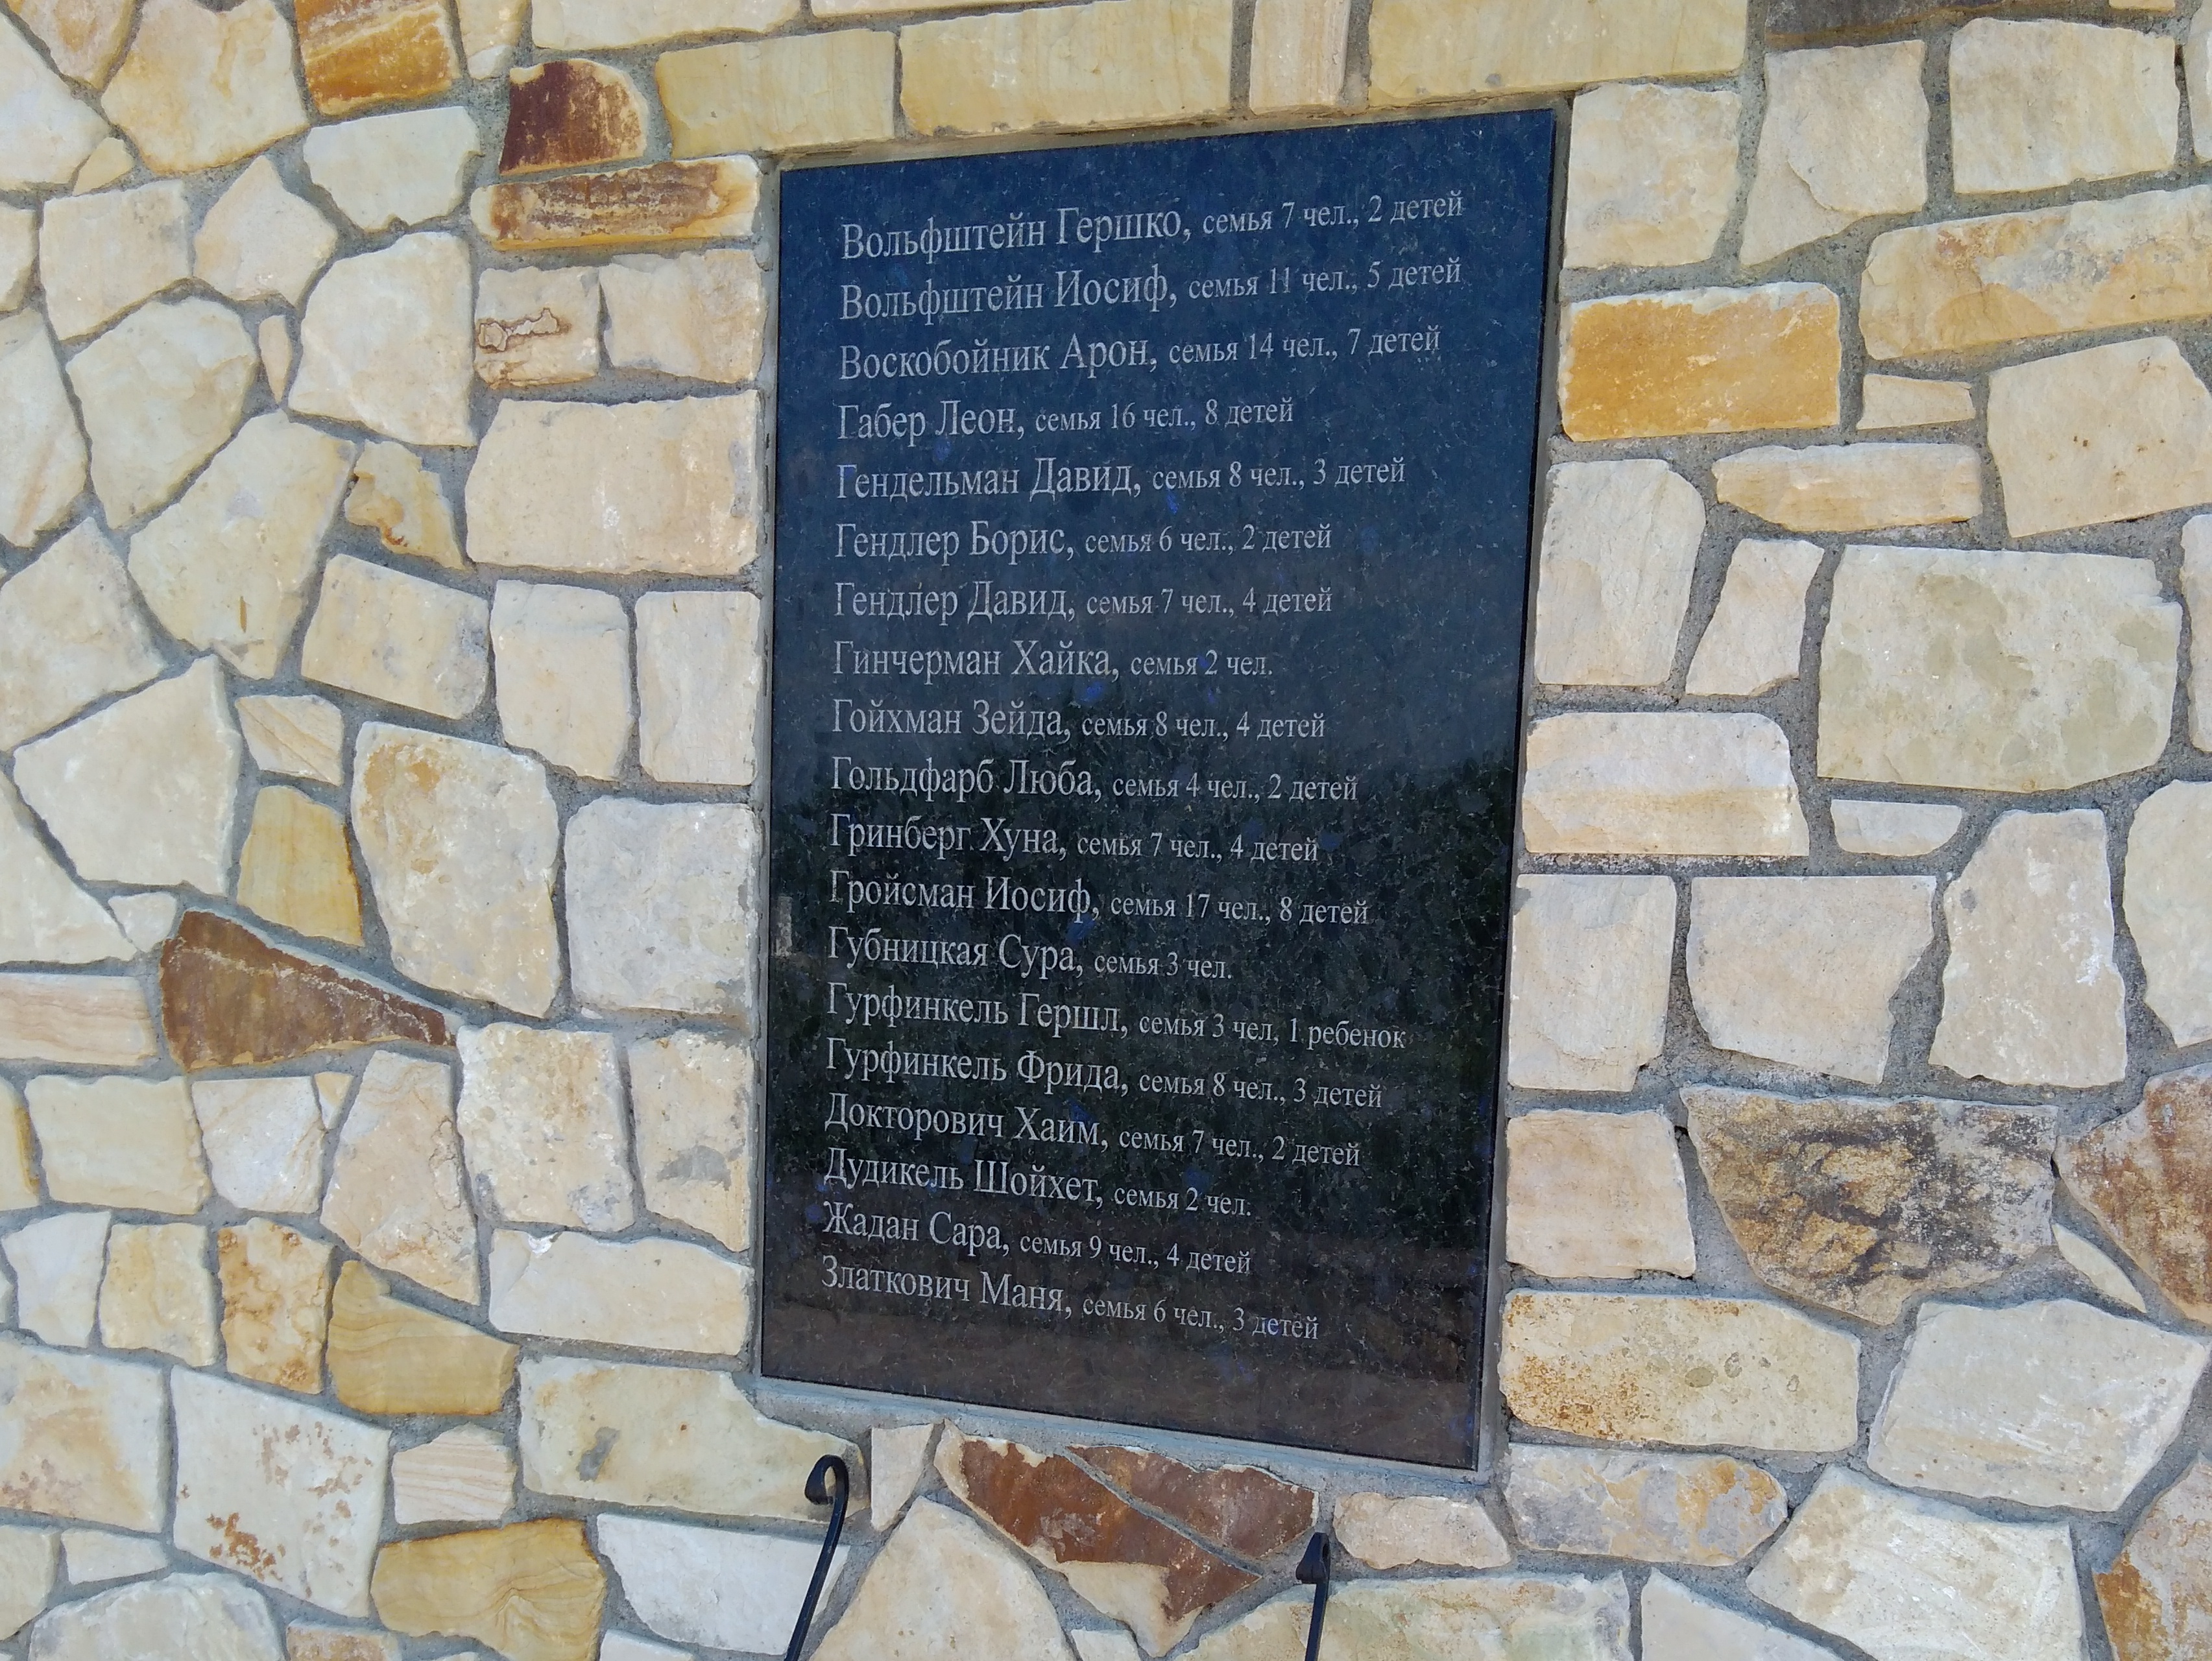 Вольфштейн Гершко, семья 7 чел., 2 детей
Вольфштейн Иосиф, семья 11 чел., 5 детей
Воскобойник Арон, семья 14 чел., 7 детей
Габер Леон, семья 16 чел., 8 детей
Гендельман Давид, семья 8 чел., 3 детей
Гендлер Борис, семья 6 чел., 2 детей
Гендлер Давид, семья 7 чел., 4 детей
Гинчерман Хайка, семья 2 чел.
Гойхман Зейда, семья 8 чел., 4 детей
Гольдфарб Люба, семья 4 чел., 2 детей
Гринберг Хуна, семья 7 чел., 4 детей
Гройсман Иосиф, семья 17 чел., 8 детей
Губницкая Сура, семья 3 чел.
Гурфинкель Гершл, семья 3 чел, 1 ребенок
Гурфинкель Фрида, семья 8 чел., 3 детей
Докторович Хаим, семья 7 чел., 2 детей
Дудикель Шойхет, семья 2 чел.
Жадан Сара, семья 9 чел., 4 детей
Златкович Маня, семья 6 чел., 3 детей